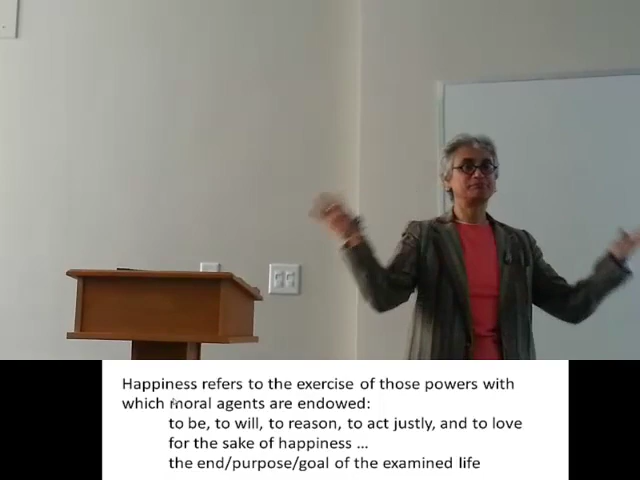 Happiness refers to the exercise of those powers with
which moral agents are endowed:
to be, to will, to reason, to act justly, and to love
for the sake of happiness ...
the end/purpose/goal of the examined life